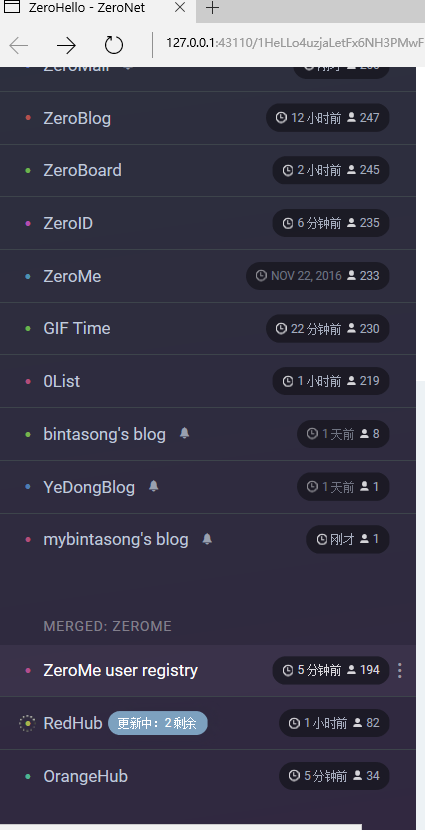 ZeroHello - ZeroNet
127.0.0.1:43110/1HeLLo4uzjaLetFx6NH3PMwF
ZeroMail
ZeroBlog 12 小时前 247
ZeroBoard 2 小时前 245
ZeroID 6 分钟前 235
ZeroMe NOV 22, 2016 233
GIF Time 22 分钟前 230
0List 1 小时前 219
bintasong's blog 1 天前 8
YeDongBlog 1 天前 1
mybintasong's blog 刚才 1
MERGED: ZEROME
ZeroMe user registry 5 分钟前 194
RedHub 更新中: 2 剩余 1 小时前 82
OrangeHub 5 分钟前 34